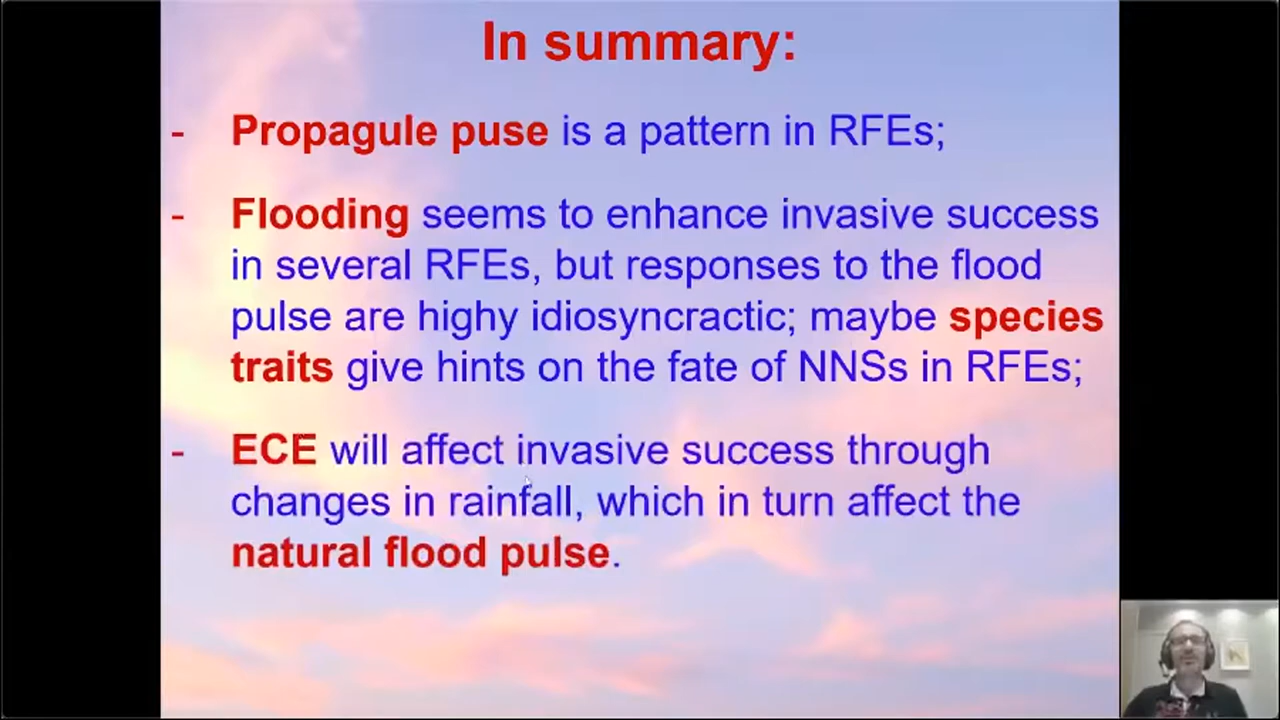 In summary:
- Propagule puse is a pattern in RFEs;
- Flooding seems to enhance invasive success
in several RFEs, but responses to the flood
pulse are highy idiosyncractic; maybe species
traits give hints on the fate of NNSs in RFEs;
- ECE will affect invasive success through
changes in rainfall, which in turn affect the
natural flood pulse.